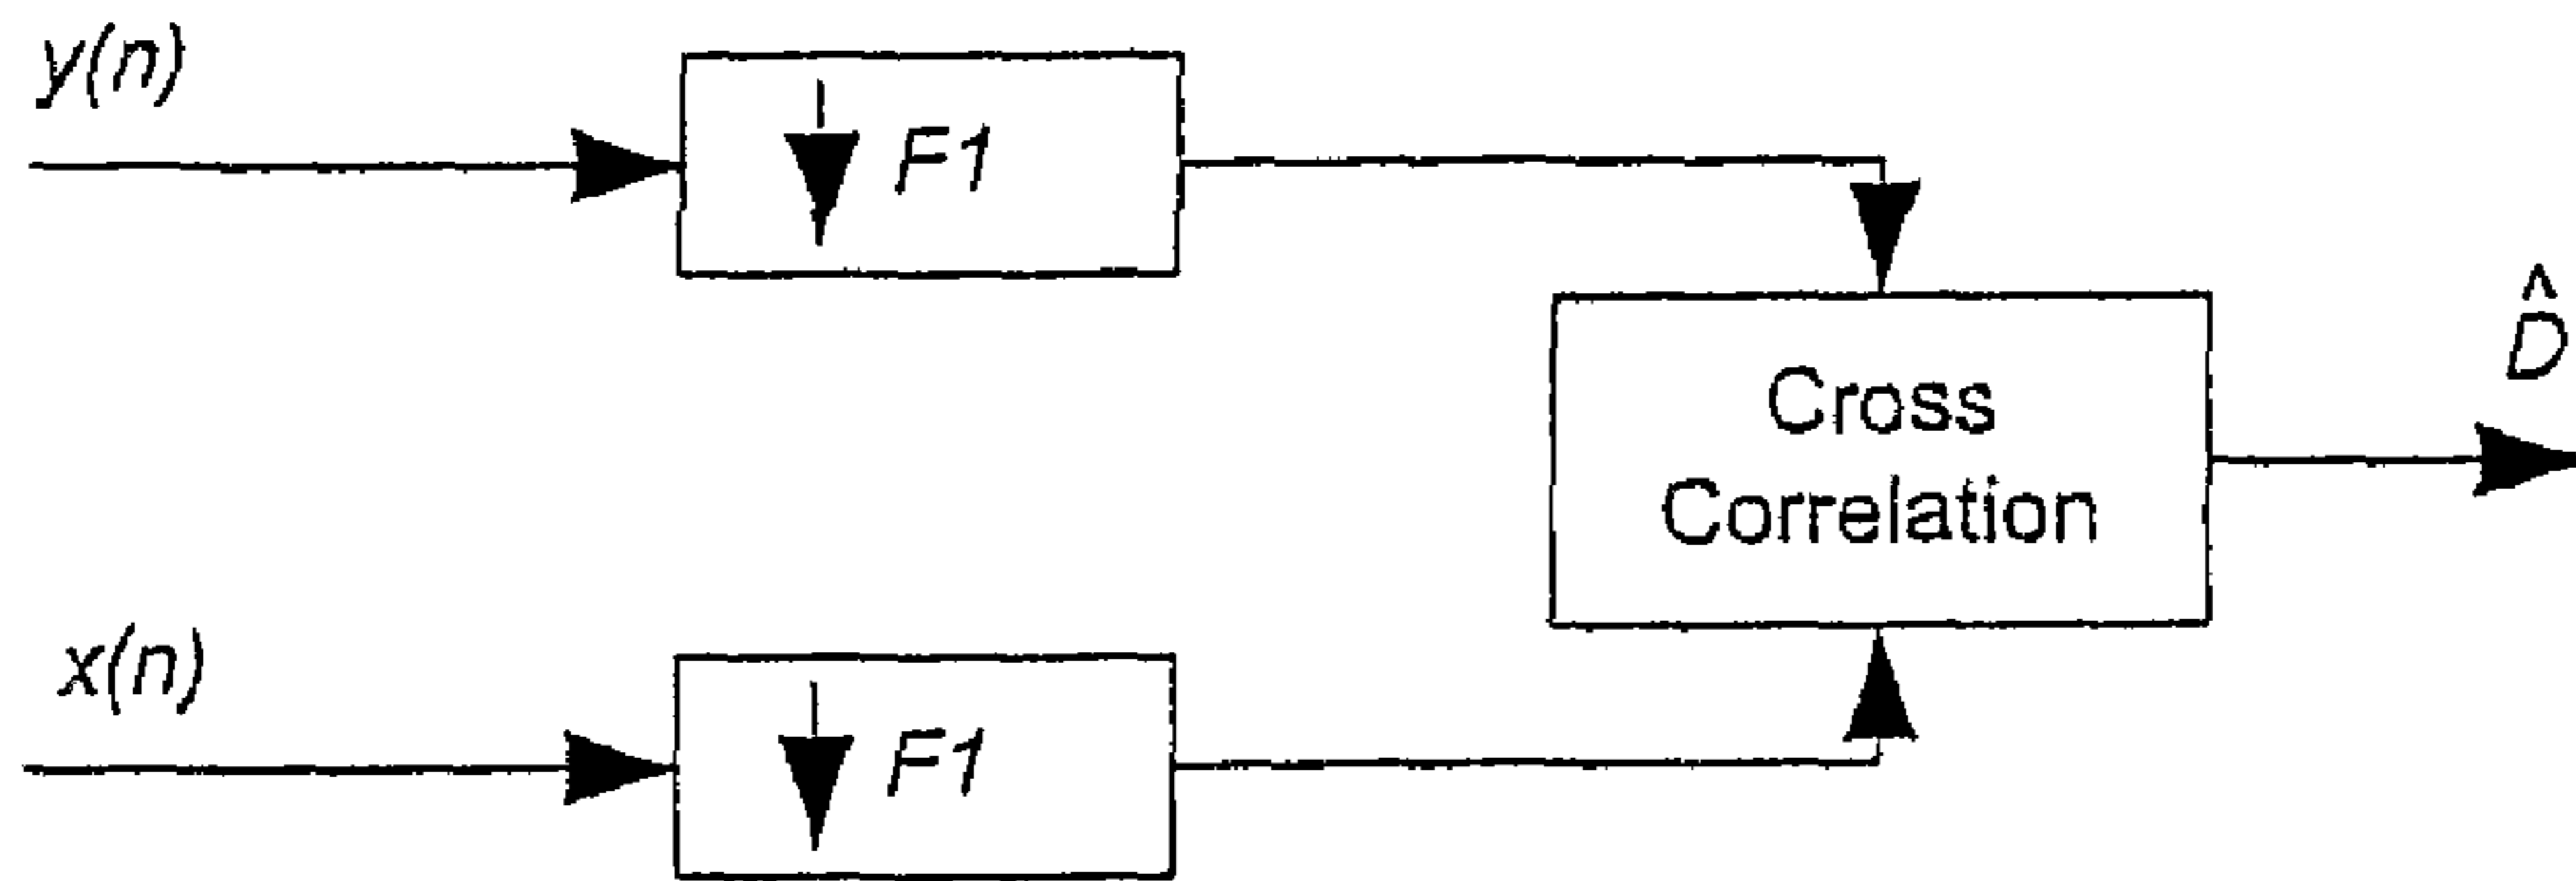 y(n)
F1
Cross
Correlation
D̂
x(n)
F1